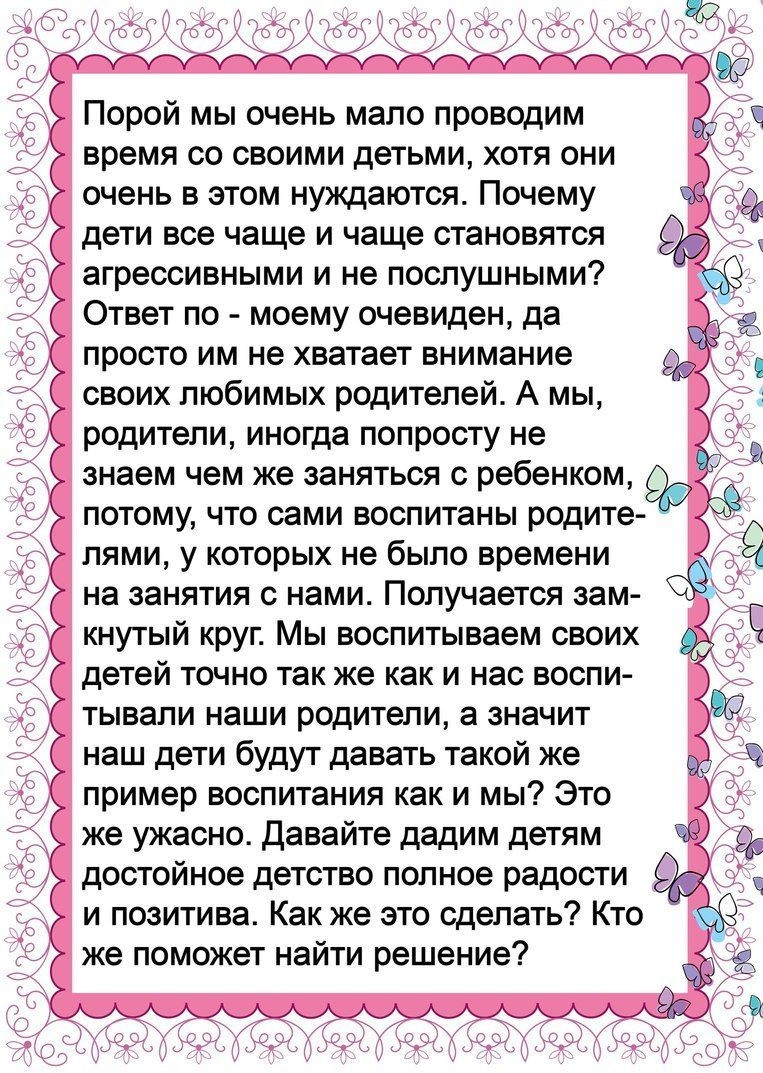 Порой мы очень мало проводим
время со своими детьми, хотя они
очень в этом нуждаются. Почему
дети все чаще и чаще становятся
агрессивными и не послушными?
Ответ по - моему очевиден, да
просто им не хватает внимание
своих любимых родителей. А мы,
родители, иногда попросту не
знаем чем же заняться с ребенком,
потому, что сами воспитаны родите-
лями, у которых не было времени
на занятия с нами. Получается зам-
кнутый круг. Мы воспитываем своих
детей точно так же как и нас воспи-
тывали наши родители, а значит
наш дети будут давать такой же
пример воспитания как и мы? Это
же ужасно. Давайте дадим детям
достойное детство полное радости
и позитива. Как же это сделать? Кто
же поможет найти решение?